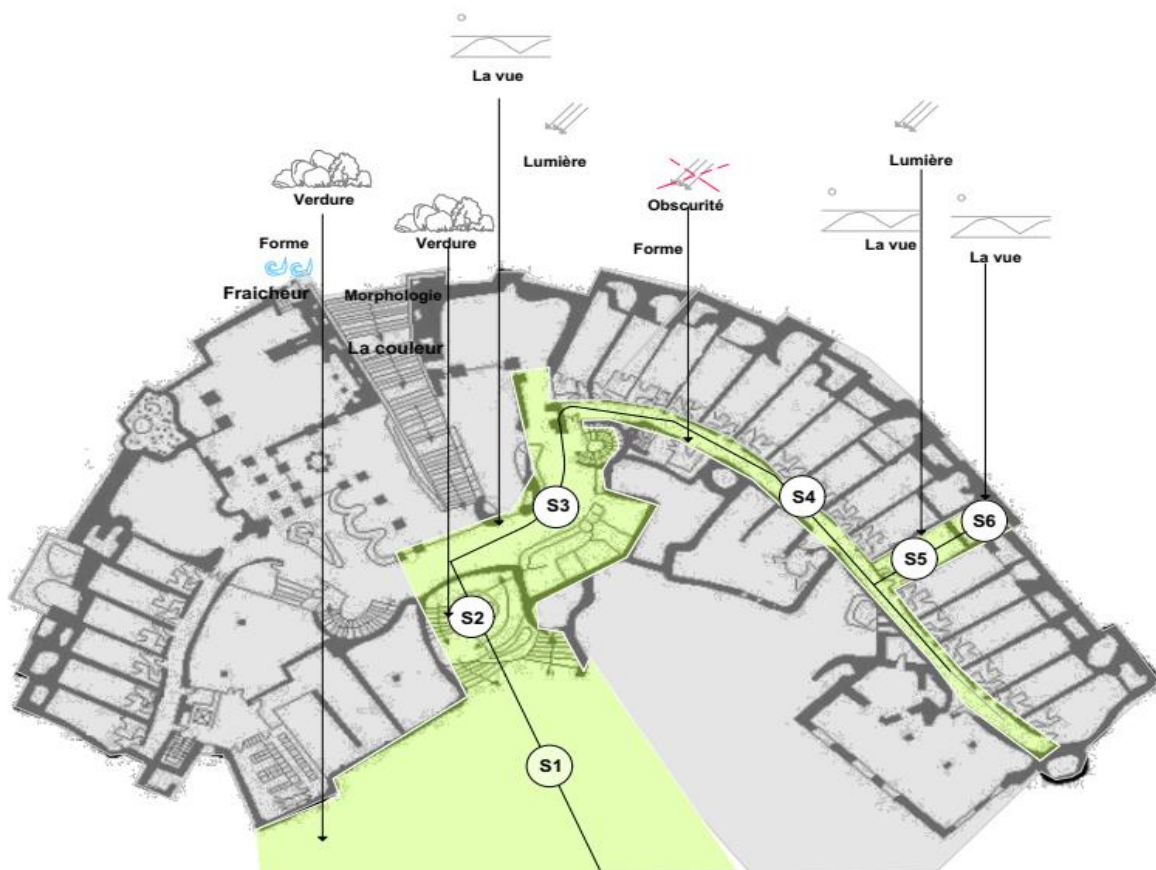 La vue
Lumière
Lumière
Verdure
Obscurité
Verdure
Forme
Forme
La vue
La vue
Fraicheur
Morphologie
La couleur
S4
S3
S6
S5
S2
S1